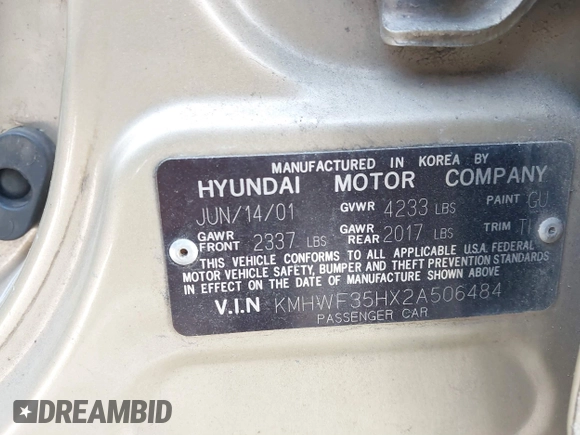 MANUFACTURED IN KOREA BY
HYUNDAI MOTOR COMPANY
JUN/14/01 GVWR 4233 LBS PAINT GU
GAWR FRONT 2337 LBS GAWR REAR 2017 LBS TRIM TI
THIS VEHICLE CONFORMS TO ALL APPLICABLE U.S.A. FEDERAL
MOTOR VEHICLE SAFETY, BUMPER AND THEFT PREVENTION STANDARDS
IN EFFECT ON THE DATE OF MANUFACTURE SHOWN ABOVE
V.I.N KMHWF35HX2A506484
PASSENGER CAR
DREAMBID